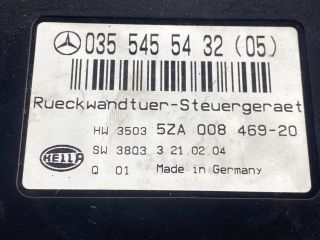 035 545 54 32 (05)
Rueckwandtuer-Steuergeraet
HW 3503 5ZA 008 469-20
HELLA SW 3803 3 21.02.04
Q 01 Made in Germany